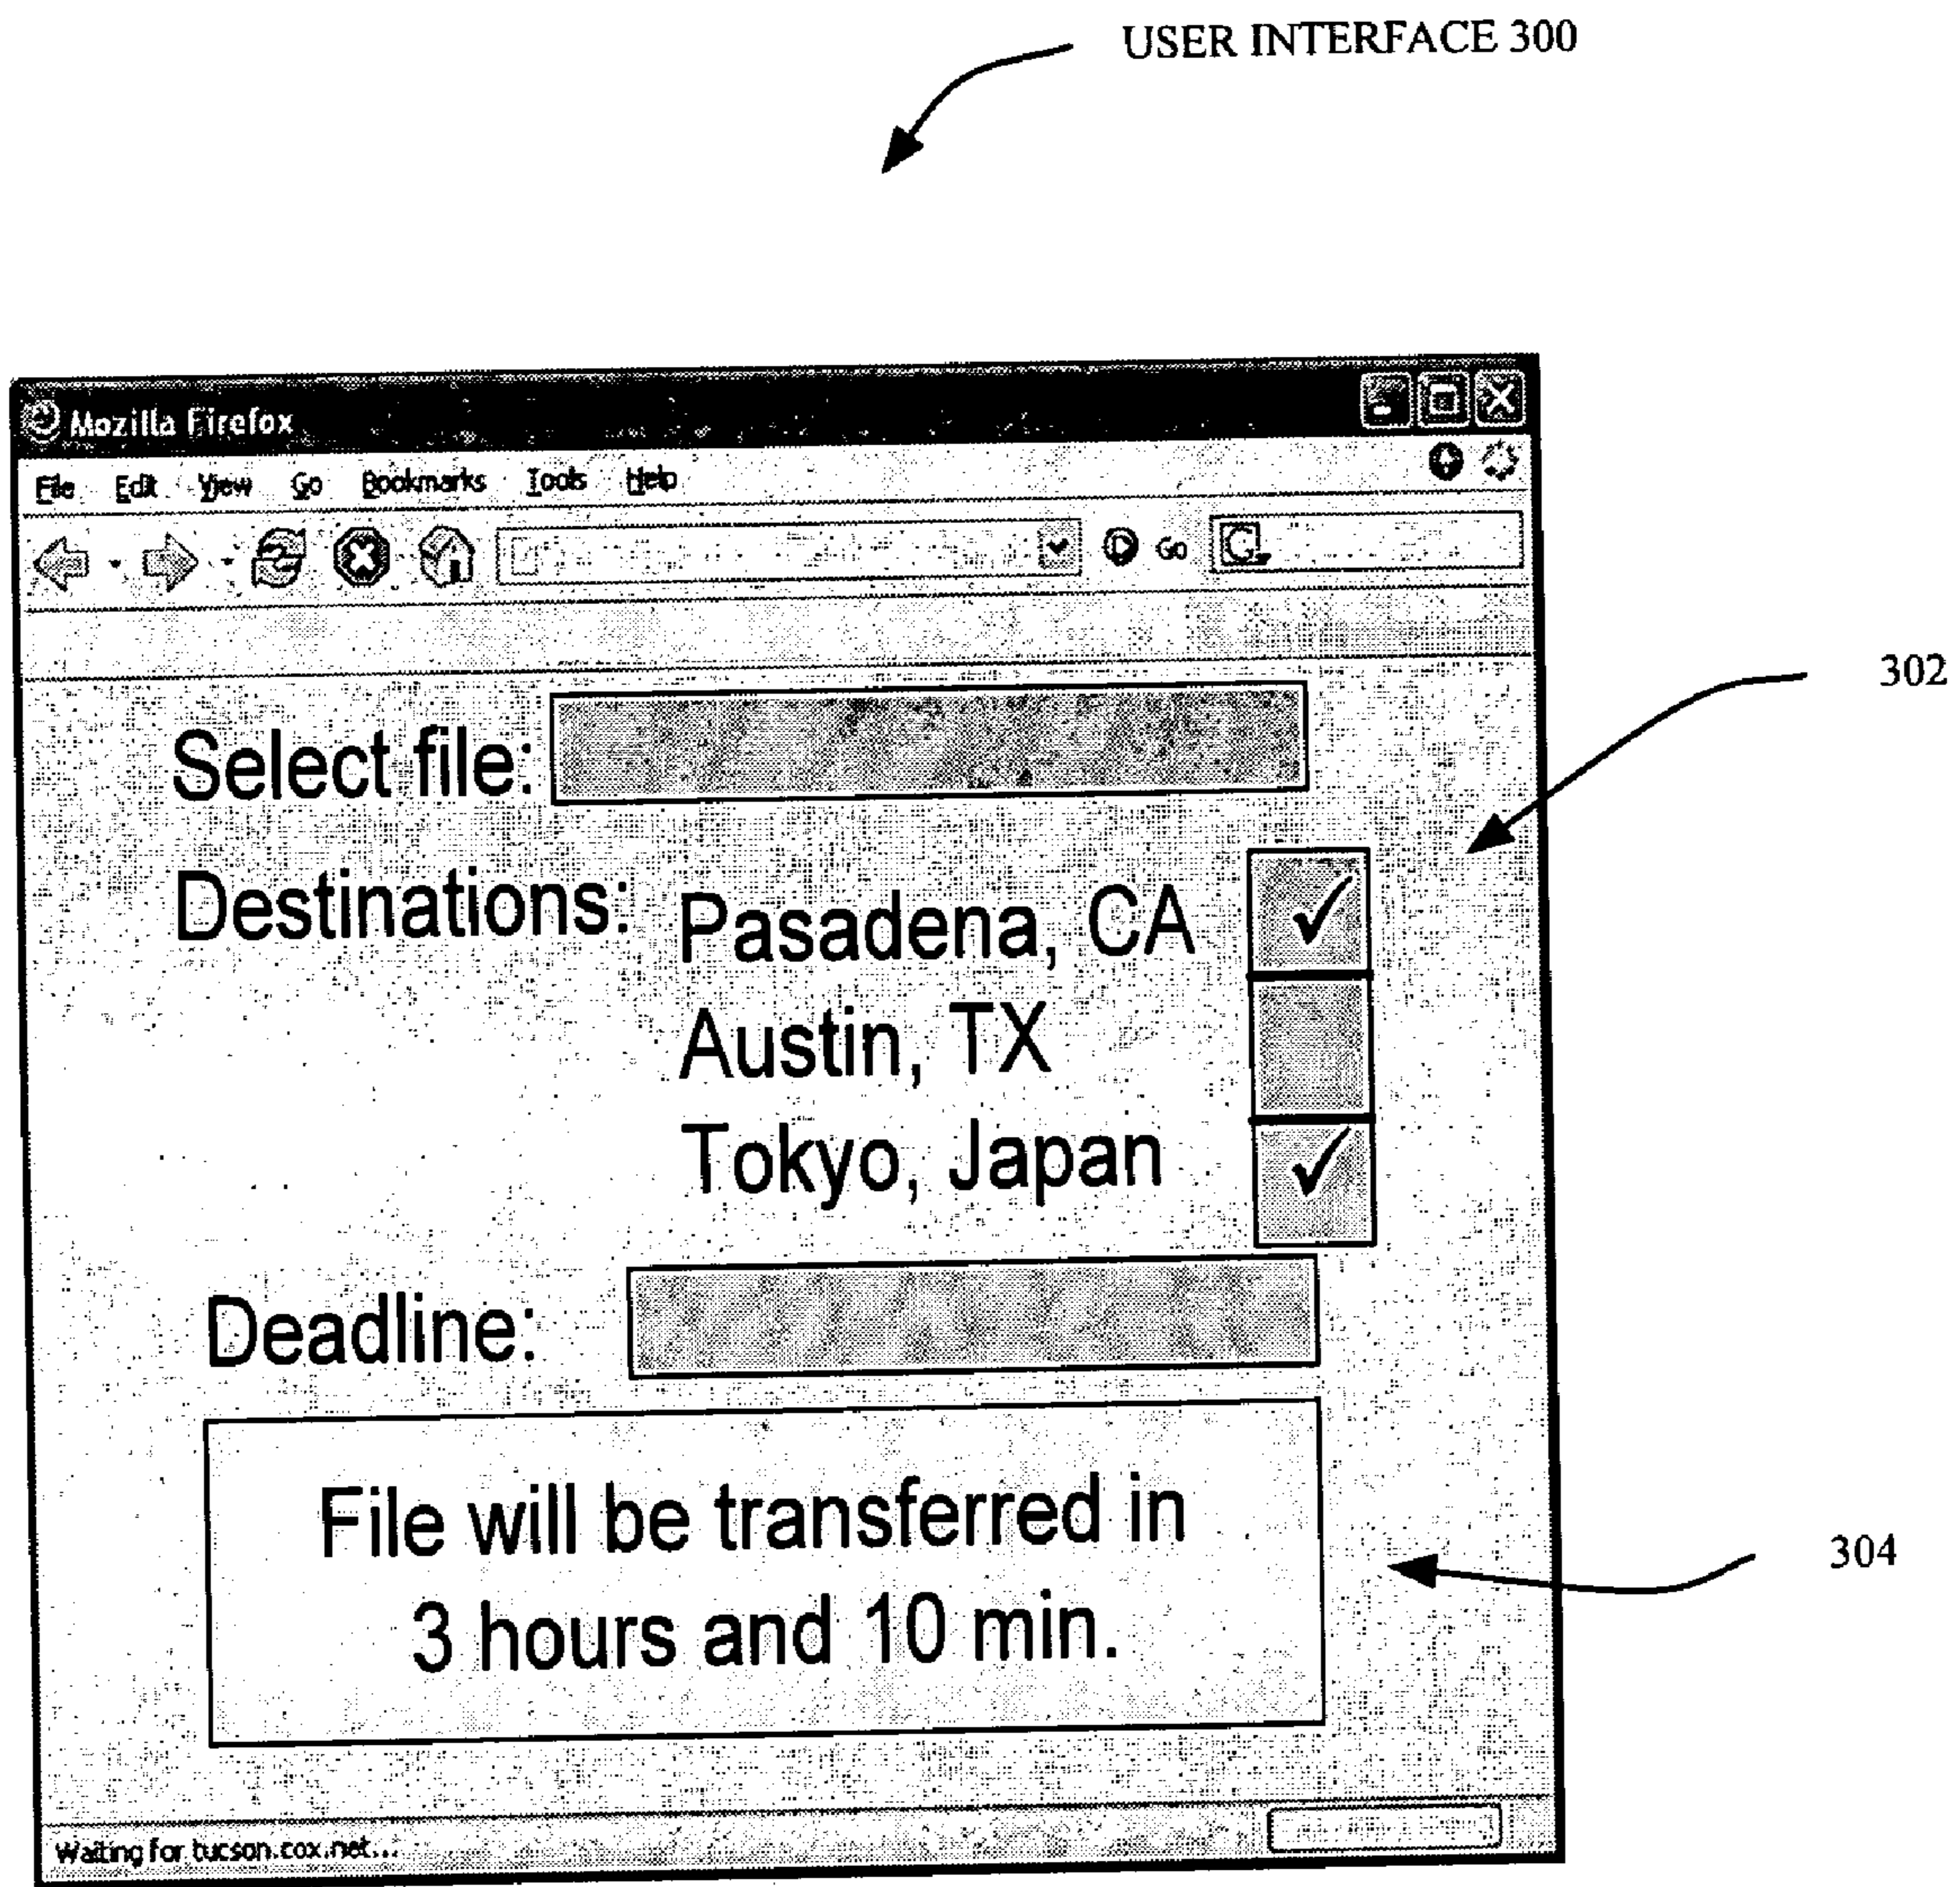 USER INTERFACE 300
Mozilla Firefox
File Edit View Go Bookmarks Tools Help
Go G
302
Select file:
Destinations: Pasadena, CA ✓
Austin, TX
Tokyo, Japan ✓
Deadline:
File will be transferred in
3 hours and 10 min.
304
Waiting for tucson.cox.net...